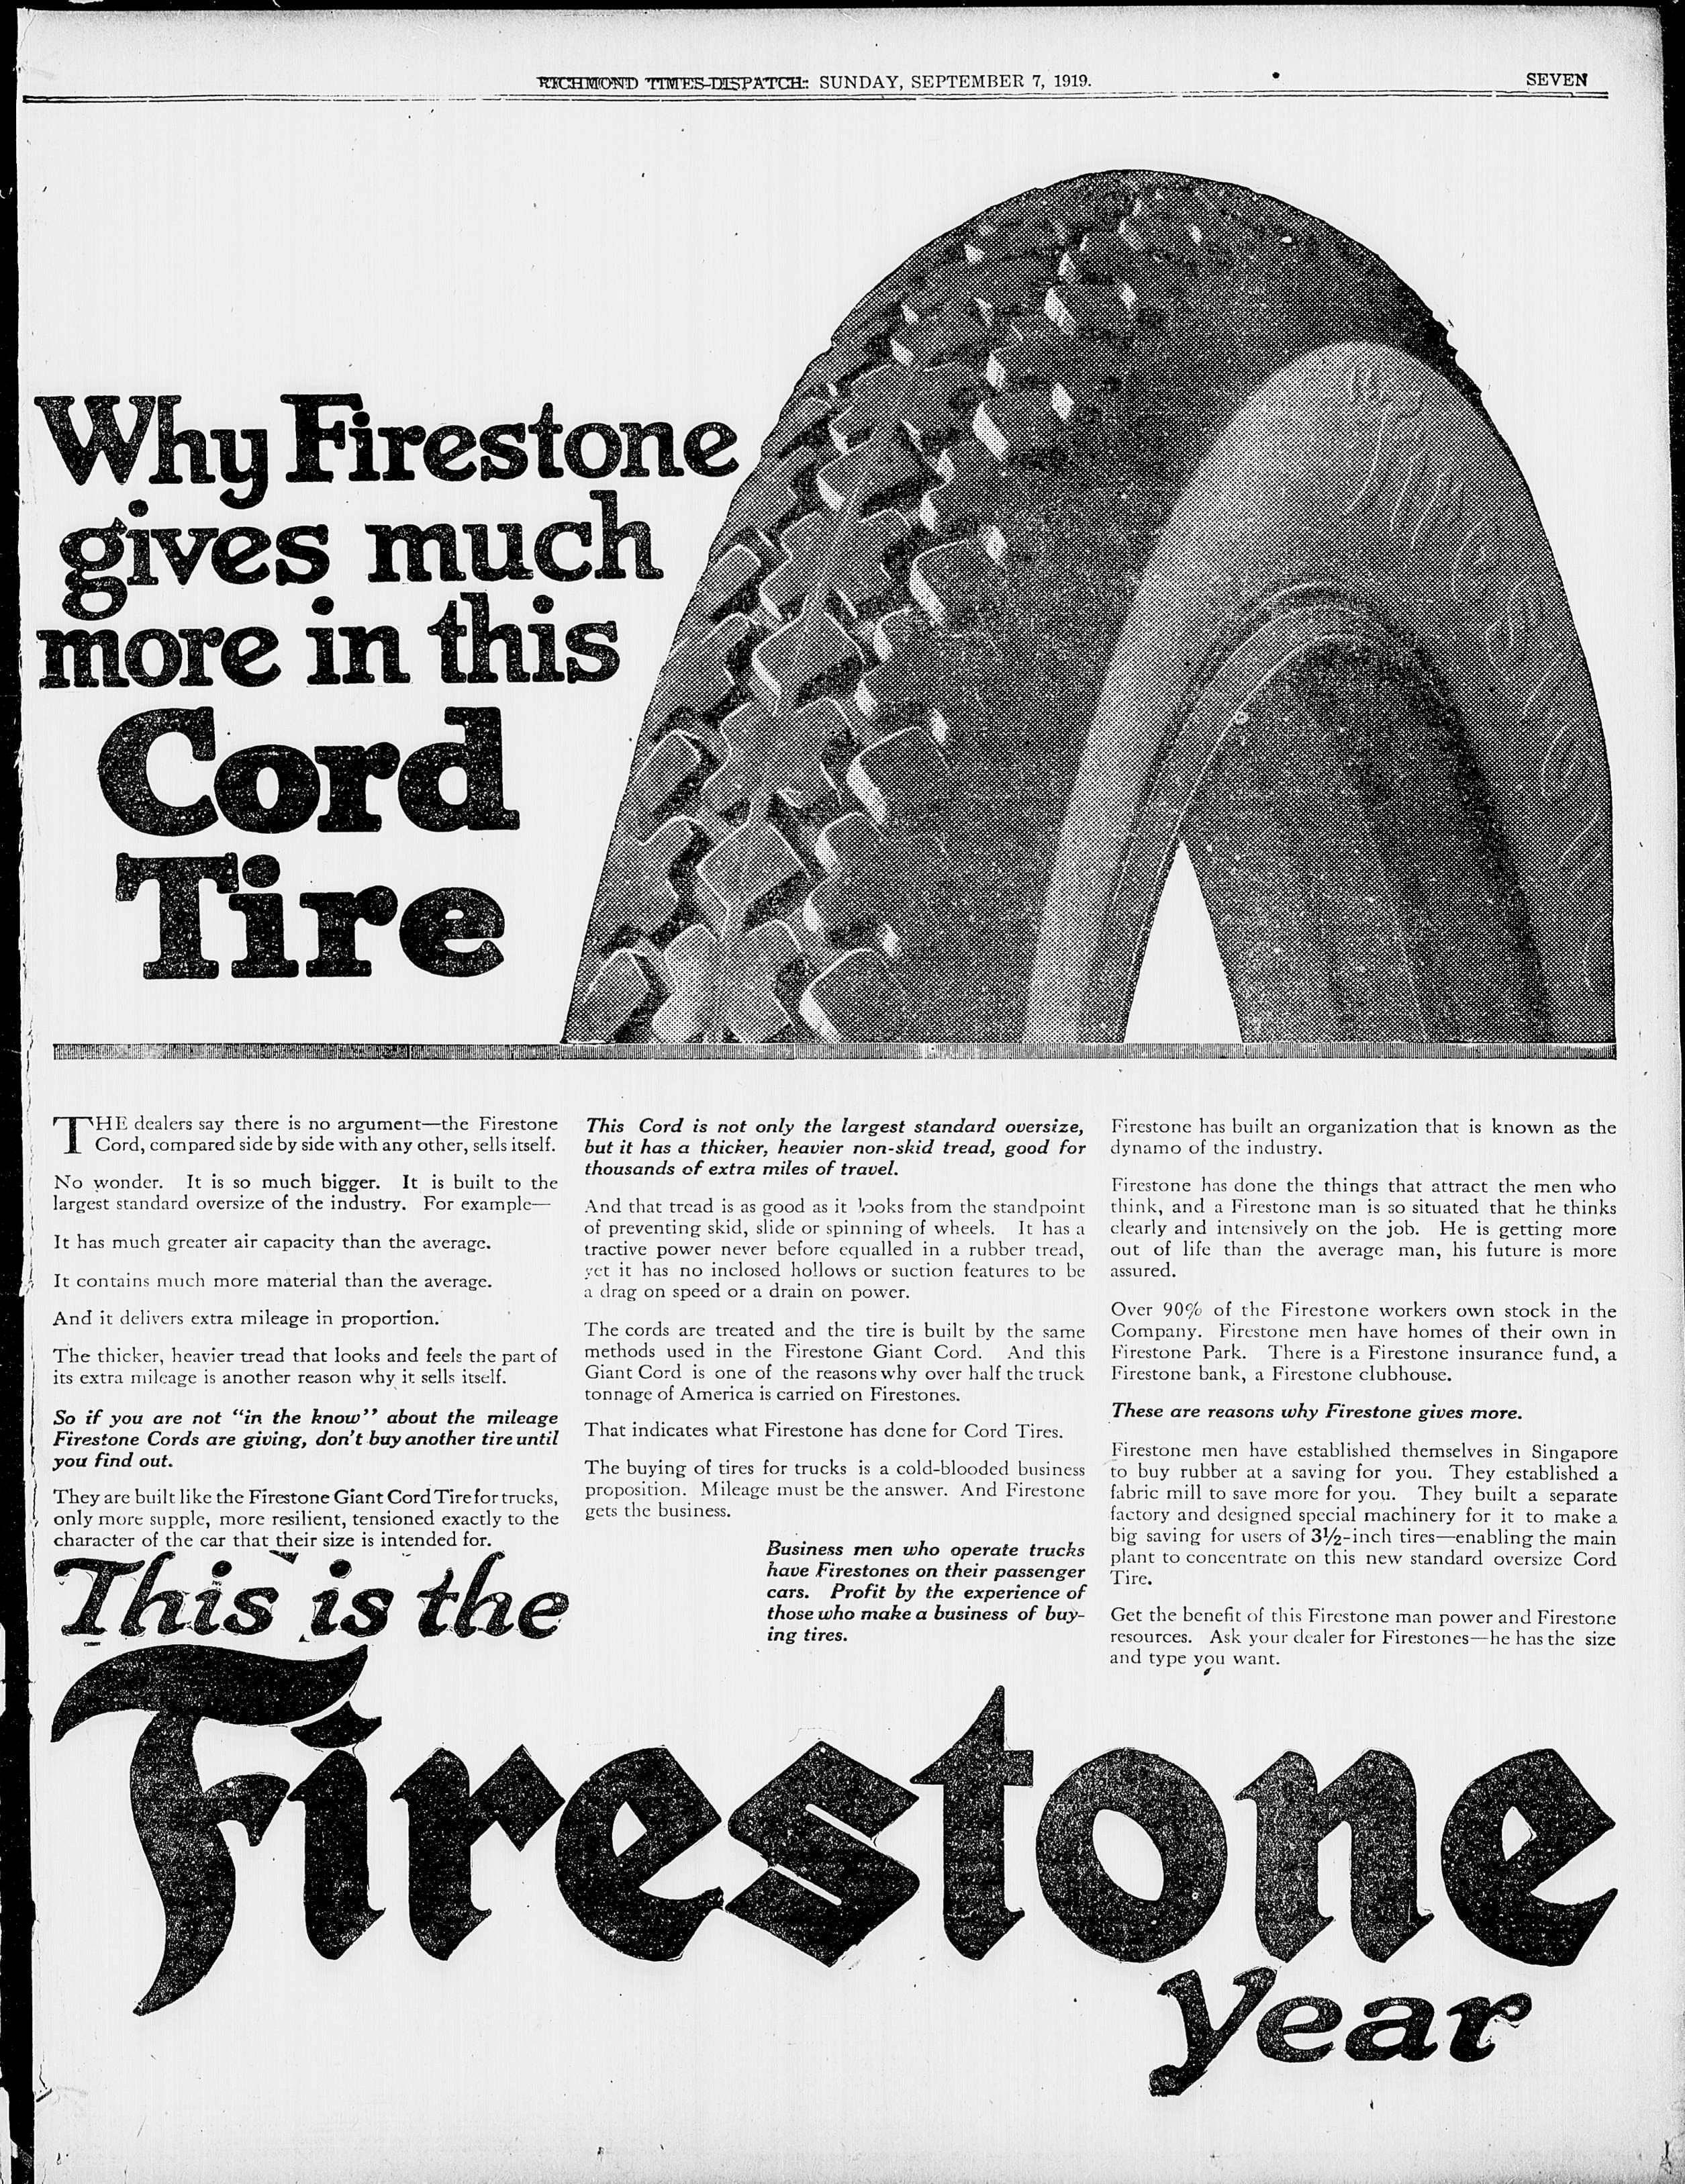 RICHMOND TIMES-DISPATCH: SUNDAY, SEPTEMBER 7, 1919.
SEVEN
Why Firestone
gives much
more in this
Cord
Tire
THE dealers say there is no argument—the Firestone
Cord, compared side by side with any other, sells itself.
No wonder. It is so much bigger. It is built to the
largest standard oversize of the industry. For example—
It has much greater air capacity than the average.
It contains much more material than the average.
And it delivers extra mileage in proportion.
The thicker, heavier tread that looks and feels the part of
its extra mileage is another reason why it sells itself.
So if you are not "in the know" about the mileage
Firestone Cords are giving, don't buy another tire until
you find out.
They are built like the Firestone Giant Cord Tire for trucks,
only more supple, more resilient, tensioned exactly to the
character of the car that their size is intended for.
This Cord is not only the largest standard oversize,
but it has a thicker, heavier non-skid tread, good for
thousands of extra miles of travel.
And that tread is as good as it looks from the standpoint
of preventing skid, slide or spinning of wheels. It has a
tractive power never before equalled in a rubber tread,
yet it has no inclosed hollows or suction features to be
a drag on speed or a drain on power.
The cords are treated and the tire is built by the same
methods used in the Firestone Giant Cord. And this
Giant Cord is one of the reasons why over half the truck
tonnage of America is carried on Firestones.
That indicates what Firestone has done for Cord Tires.
The buying of tires for trucks is a cold-blooded business
proposition. Mileage must be the answer. And Firestone
gets the business.
Business men who operate trucks
have Firestones on their passenger
cars. Profit by the experience of
those who make a business of buy-
ing tires.
Firestone has built an organization that is known as the
dynamo of the industry.
Firestone has done the things that attract the men who
think, and a Firestone man is so situated that he thinks
clearly and intensively on the job. He is getting more
out of life than the average man, his future is more
assured.
Over 90% of the Firestone workers own stock in the
Company. Firestone men have homes of their own in
Firestone Park. There is a Firestone insurance fund, a
Firestone bank, a Firestone clubhouse.
These are reasons why Firestone gives more.
Firestone men have established themselves in Singapore
to buy rubber at a saving for you. They established a
fabric mill to save more for you. They built a separate
factory and designed special machinery for it to make a
big saving for users of 3½-inch tires—enabling the main
plant to concentrate on this new standard oversize Cord
Tire.
Get the benefit of this Firestone man power and Firestone
resources. Ask your dealer for Firestones—he has the size
and type you want.
This is the
Firestone
year